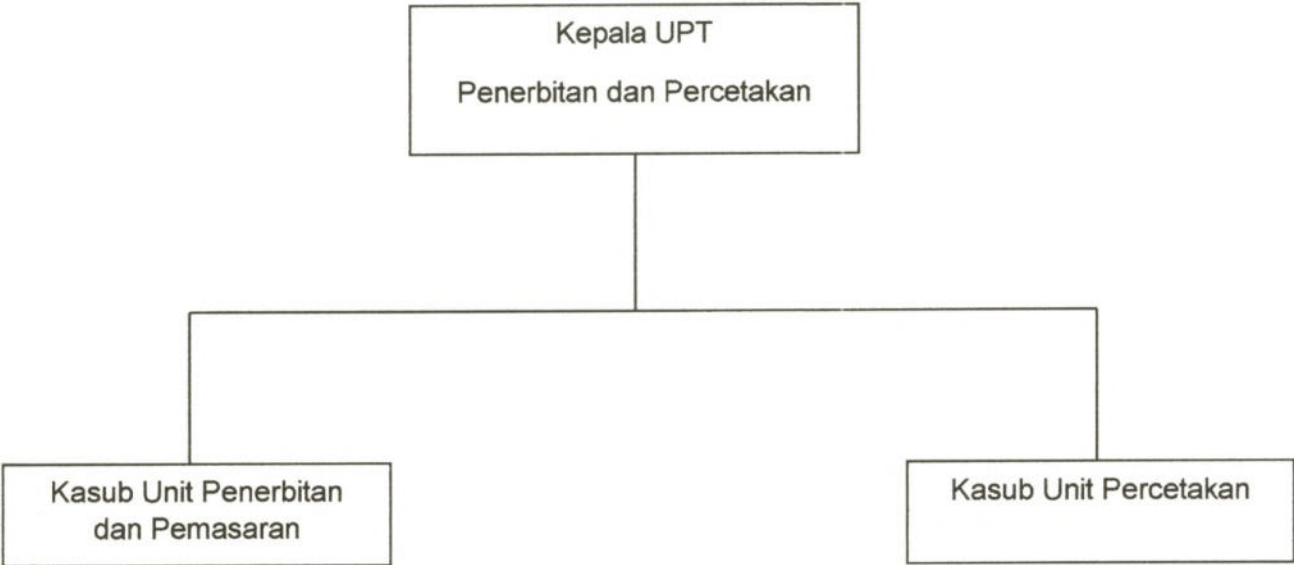 Kepala UPT
Penerbitan dan Percetakan
Kasub Unit Penerbitan
dan Pemasaran
Kasub Unit Percetakan